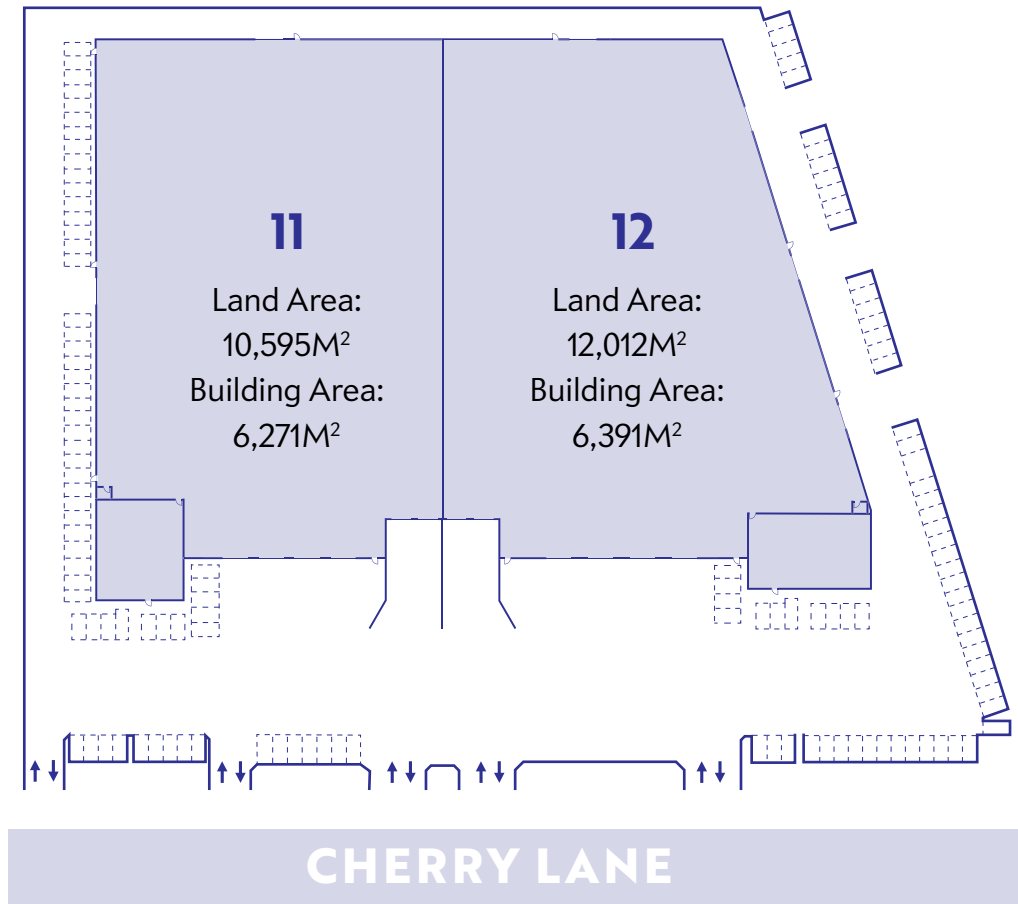 11
Land Area:
10,595M²
Building Area:
6,271M²
12
Land Area:
12,012M²
Building Area:
6,391M²
CHERRY LANE